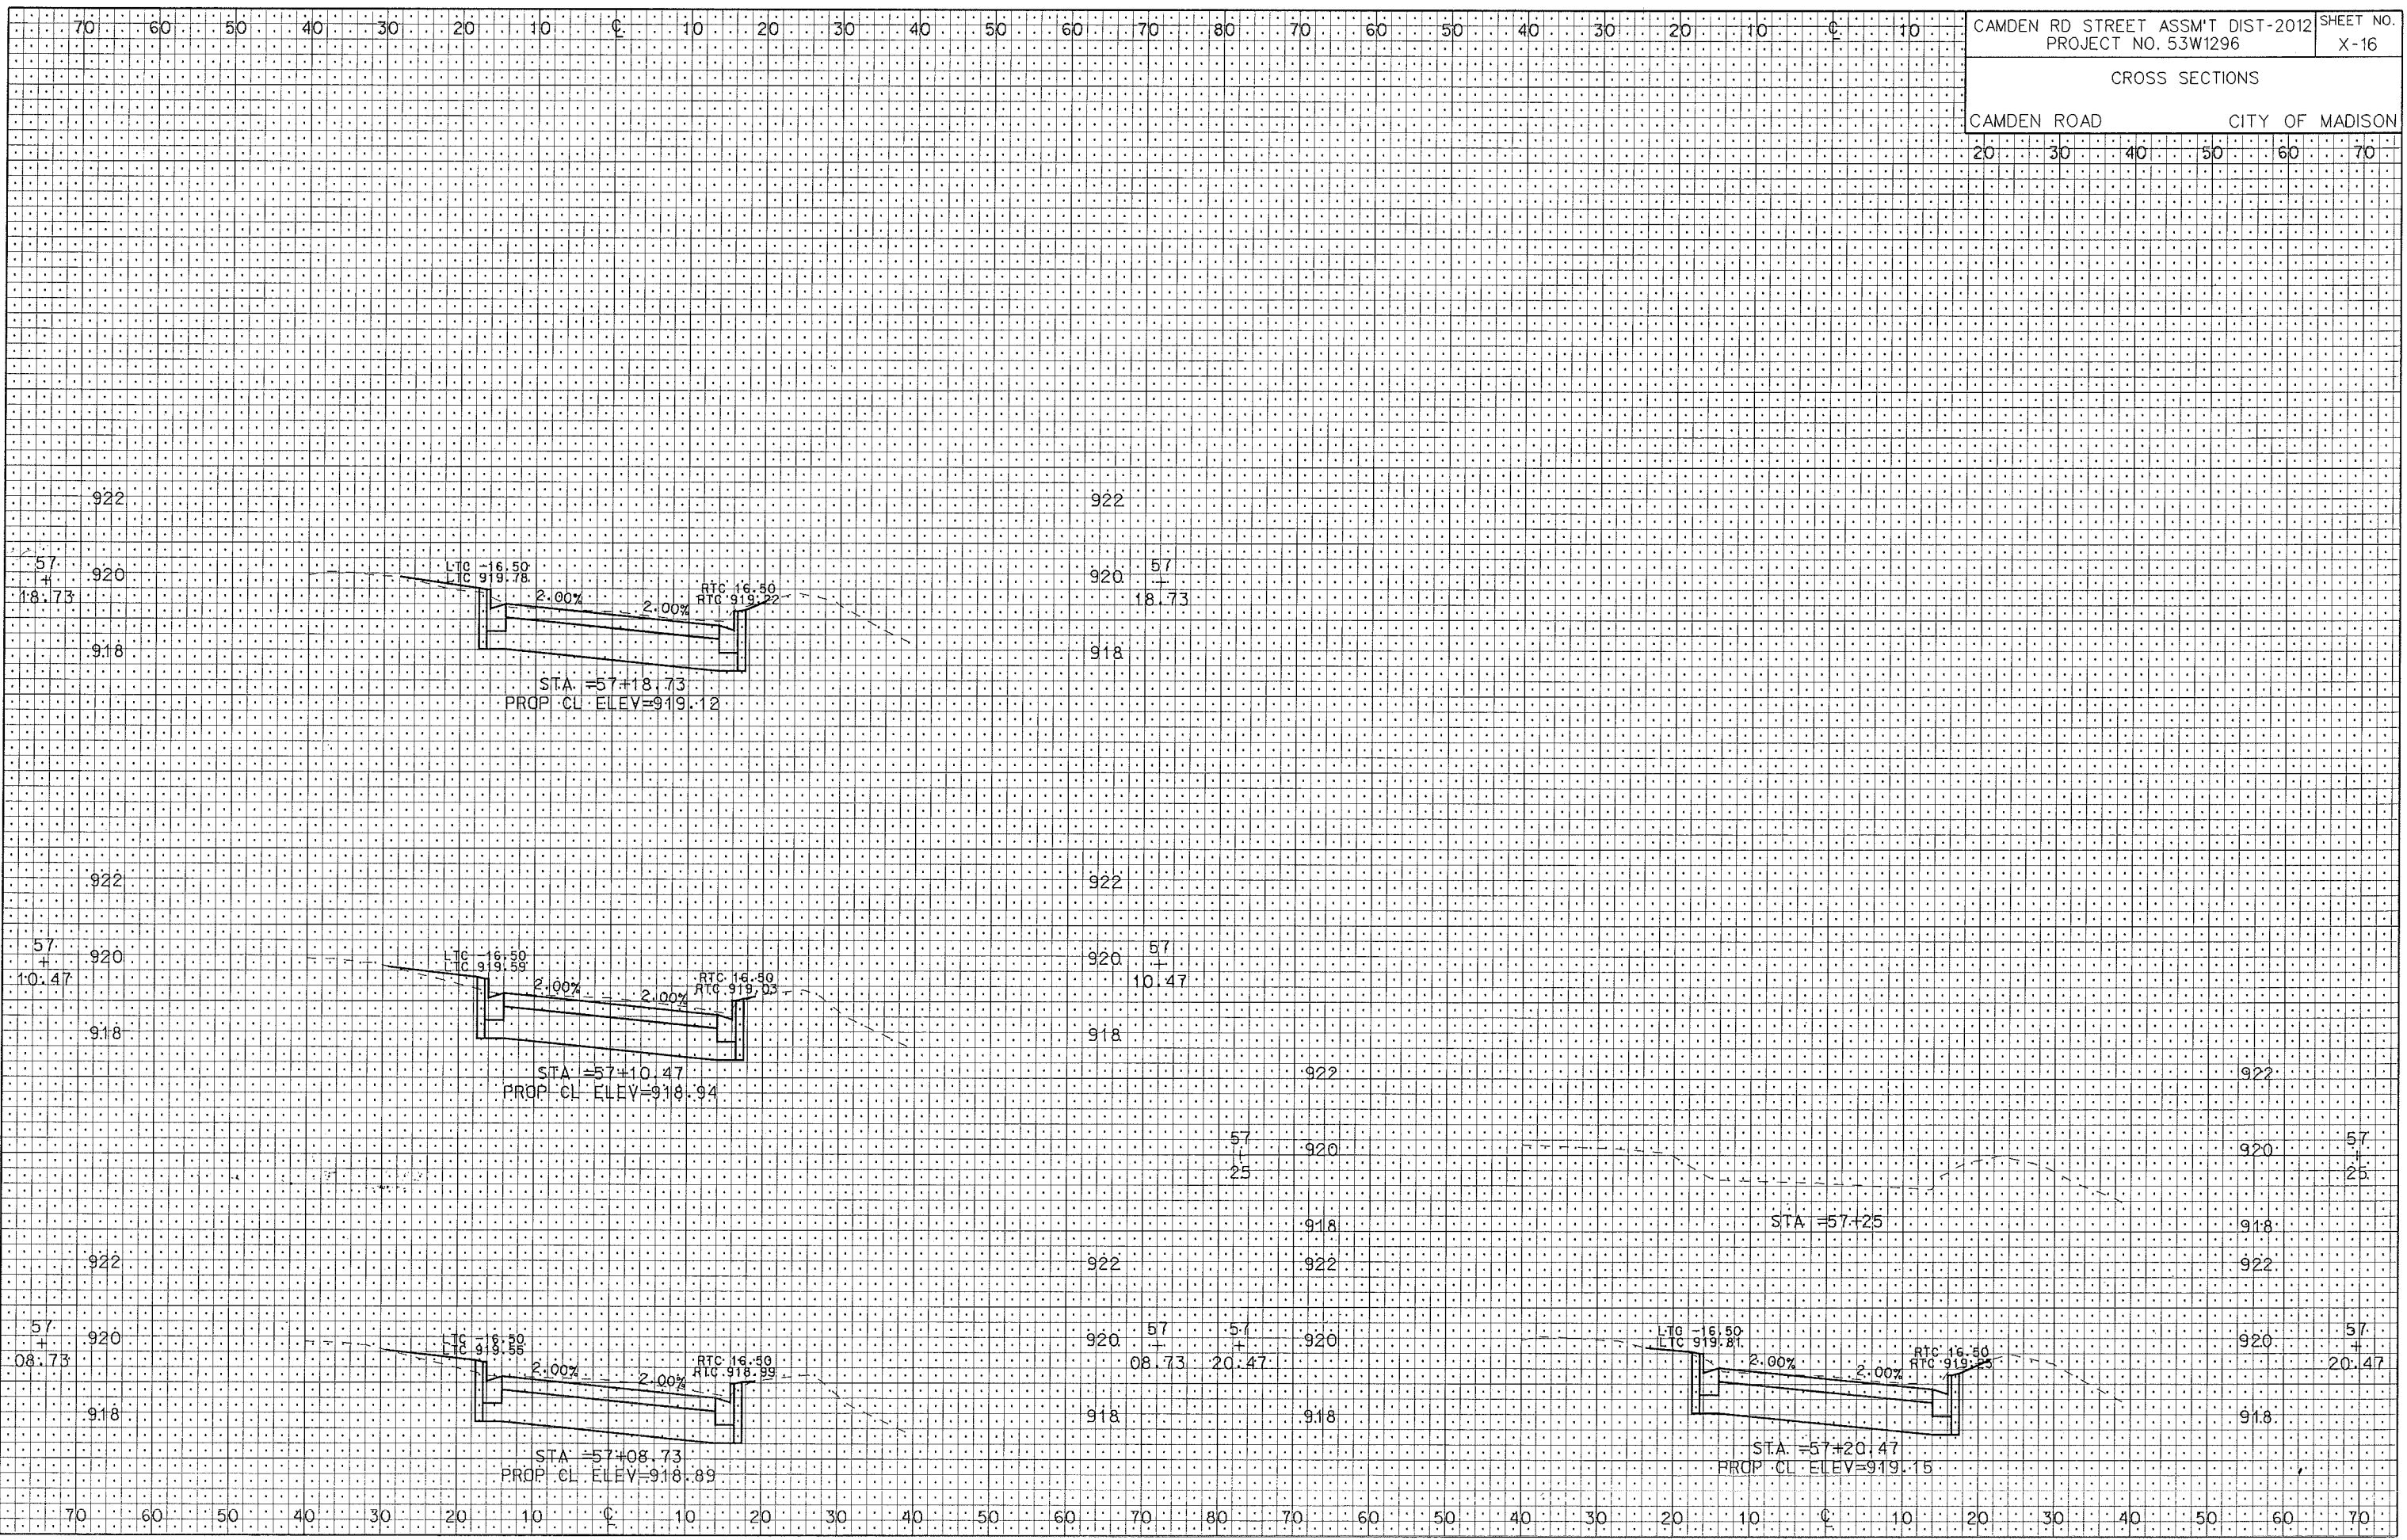 70 60 50 40 30 20 10 ℄ 10 20 30 40 50 60 70 80 70 60 50 40 30 20 10 ℄ 10
CAMDEN RD STREET ASSM'T DIST-2012
PROJECT NO. 53W1296
SHEET NO.
X-16
CROSS SECTIONS
CAMDEN ROAD CITY OF MADISON
20 30 40 50 60 70
922 922
57
+
18.73
920
LTC -16.50
LTC 919.78
2.00% 2.00%
RTC 16.50
RTC 919.22
920
57
+
18.73
918 918
STA =57+18.73
PROP CL ELEV=919.12
922 922
57
+
10.47
920
LTC -16.50
LTC 919.59
2.00% 2.00%
RTC 16.50
RTC 919.03
920
57
+
10.47
918 918
STA =57+10.47
PROP CL ELEV=918.94
922 922
57
+
25
920 920
57
+
25
918 918
STA =57+25
922 922
57
+
08.73
920
LTC -16.50
LTC 919.55
2.00% 2.00%
RTC 16.50
RTC 918.99
920
57
+
08.73
918 918
STA =57+08.73
PROP CL ELEV=918.89
922 922
57
+
20.47
920
LTC -16.50
LTC 919.81
2.00% 2.00%
RTC 16.50
RTC 919.25
920
57
+
20.47
918 918
STA =57+20.47
PROP CL ELEV=919.15
70 60 50 40 30 20 10 ℄ 10 20 30 40 50 60 70 80 70 60 50 40 30 20 10 ℄ 10 20 30 40 50 60 70